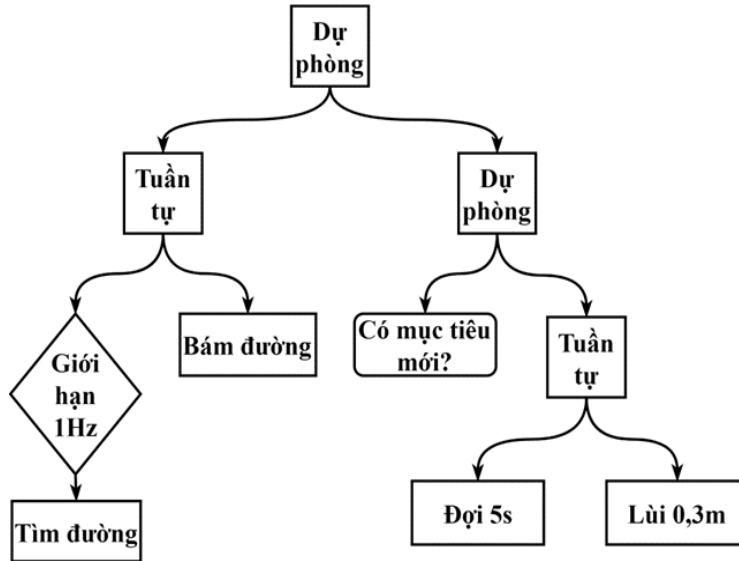 Dự
phòng
Tuần
tự
Dự
phòng
Giới
hạn
1Hz
Bám đường
Có mục tiêu
mới?
Tuần
tự
Tìm đường
Đợi 5s
Lùi 0,3m